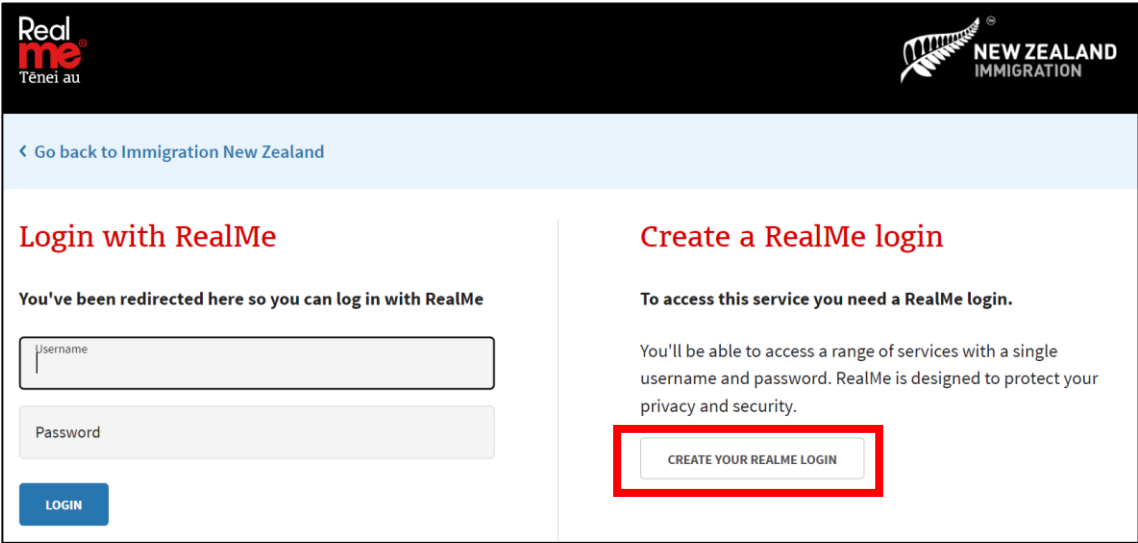 Real
me®
Tēnei au
TM
NEW ZEALAND
IMMIGRATION
Go back to Immigration New Zealand
Login with RealMe
You've been redirected here so you can log in with RealMe
Username
Password
LOGIN
Create a RealMe login
To access this service you need a RealMe login.
You'll be able to access a range of services with a single
username and password. RealMe is designed to protect your
privacy and security.
CREATE YOUR REALME LOGIN